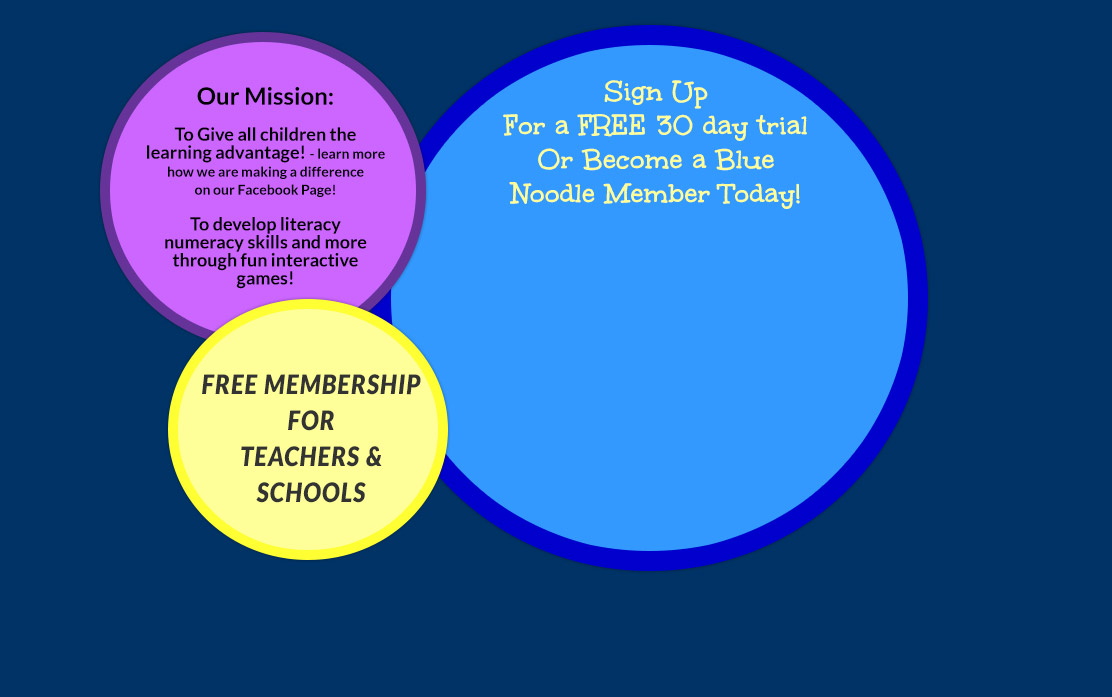 Our Mission:
To Give all children the
learning advantage! - learn more
how we are making a difference
on our Facebook Page!
To develop literacy
numeracy skills and more
through fun interactive
games!
Sign Up
For a FREE 30 day trial
Or Become a Blue
Noodle Member Today!
FREE MEMBERSHIP
FOR
TEACHERS &
SCHOOLS